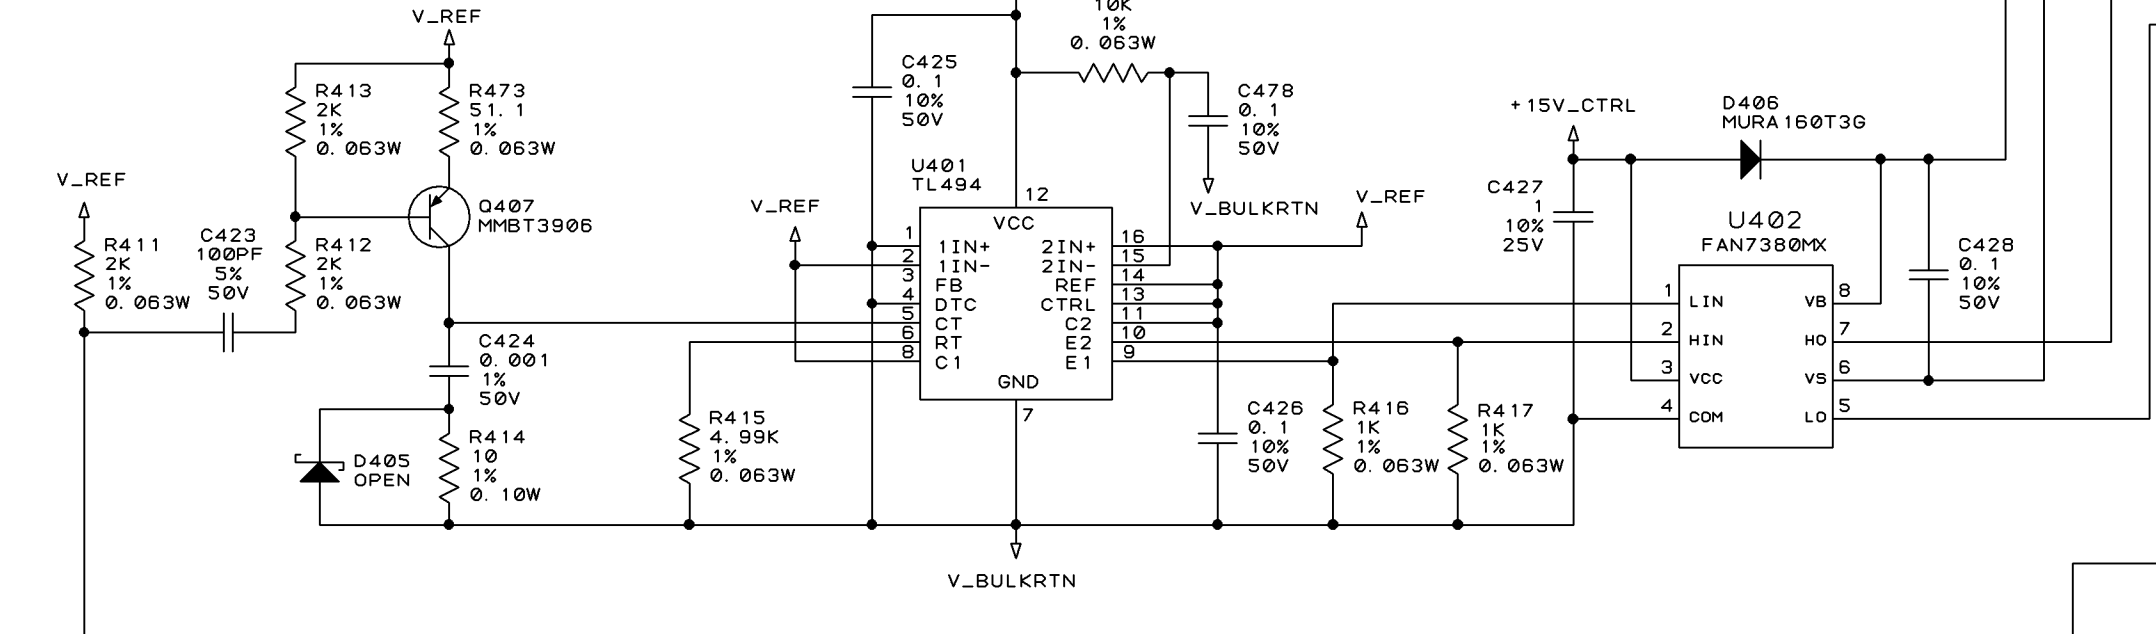 V_REF
R413
2K
1%
0.063W
R473
51.1
1%
0.063W
V_REF
R411
2K
1%
0.063W
C423
100PF
5%
50V
R412
2K
1%
0.063W
Q407
MMBT3906
C424
0.001
1%
50V
D405
OPEN
R414
10
1%
0.10W
R415
4.99K
1%
0.063W
C425
0.1
10%
50V
10K
1%
0.063W
C478
0.1
10%
50V
V_BULKRTN
U401
TL494
V_REF
V_REF
12
VCC
1 1IN+ 2IN+ 16
2 1IN- 2IN- 15
3 FB REF 14
4 DTC CTRL 13
5 CT C2 11
6 RT E2 10
8 C1 E1 9
GND
7
V_BULKRTN
C426
0.1
10%
50V
R416
1K
1%
0.063W
R417
1K
1%
0.063W
+15V_CTRL
D406
MURA160T3G
C427
1
10%
25V
U402
FAN7380MX
1 LIN VB 8
2 HIN HO 7
3 VCC VS 6
4 COM LO 5
C428
0.1
10%
50V